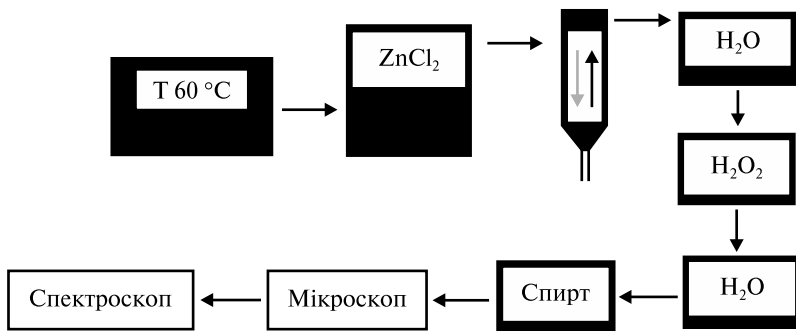 T 60 °C
ZnCl₂
H₂O
H₂O₂
H₂O
Спирт
Мікроскоп
Спектроскоп